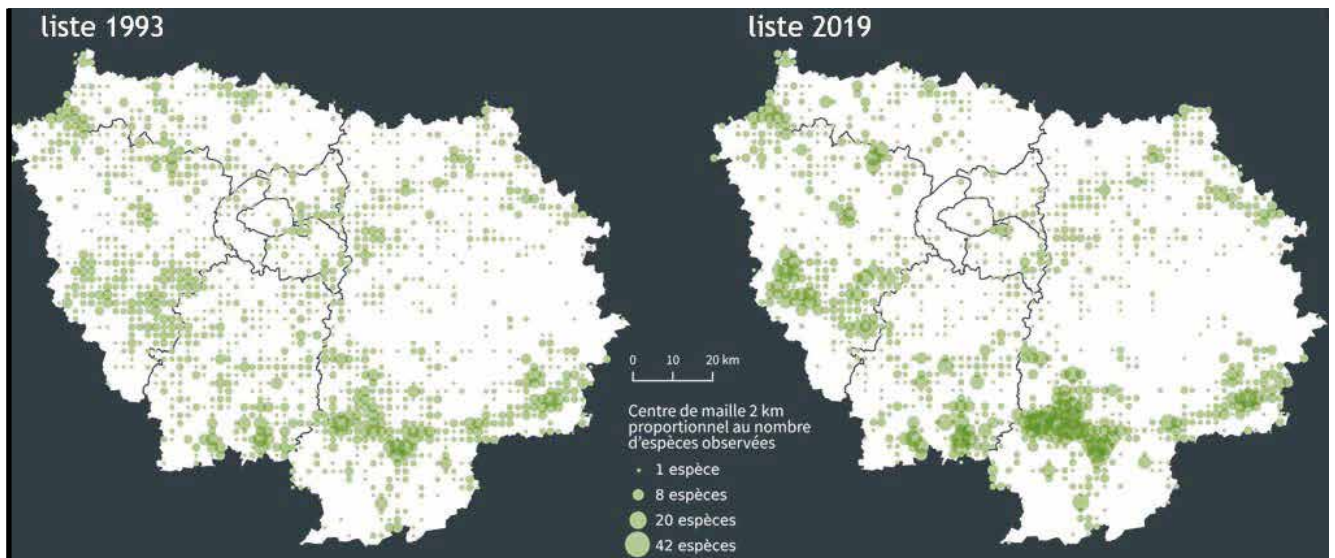 liste 1993
liste 2019
0 10 20 km
Centre de maille 2 km
proportionnel au nombre
d'espèces observées
1 espèce
8 espèces
20 espèces
42 espèces